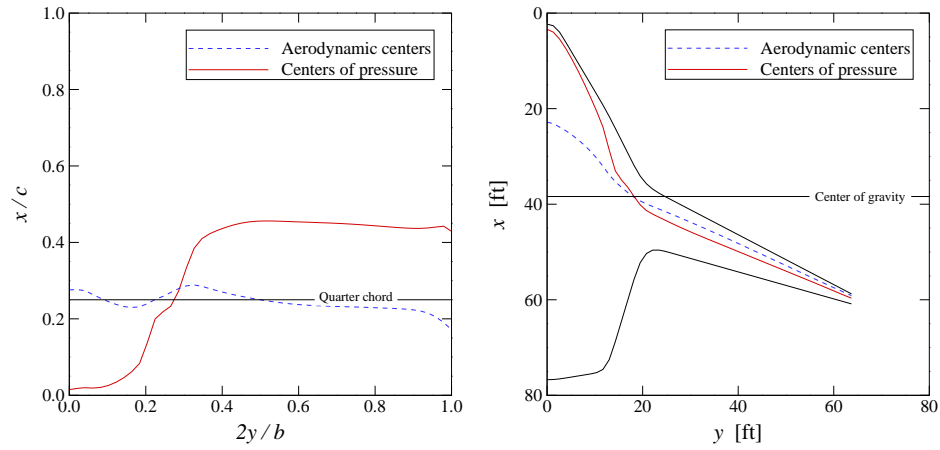 1.0
0.8
0.6
0.4
0.2
0.0
x / c
Aerodynamic centers
Centers of pressure
Quarter chord
0.0 0.2 0.4 0.6 0.8 1.0
2y / b
0
20
40
60
80
x [ft]
Aerodynamic centers
Centers of pressure
Center of gravity
0 20 40 60 80
y [ft]